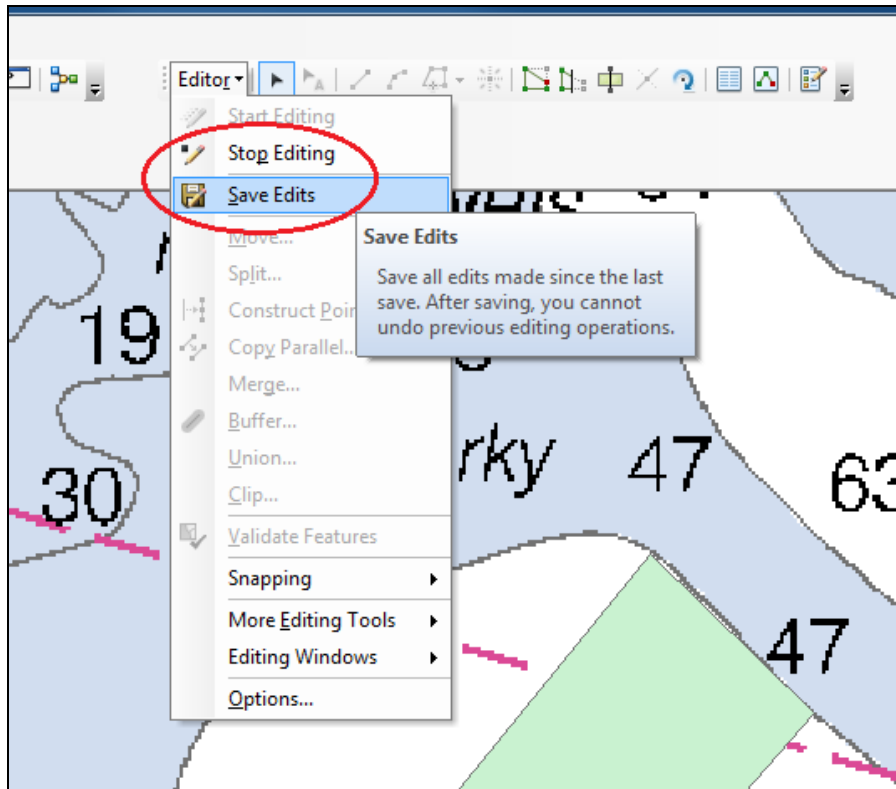 Editor
Start Editing
Stop Editing
Save Edits
Move...
Save Edits
Save all edits made since the last
save. After saving, you cannot
undo previous editing operations.
Split...
Construct
Copy Parallel...
Merge...
Buffer...
Union...
Clip...
Validate Features
Snapping
More Editing Tools
Editing Windows
Options...
19
30
rky
47
63
47